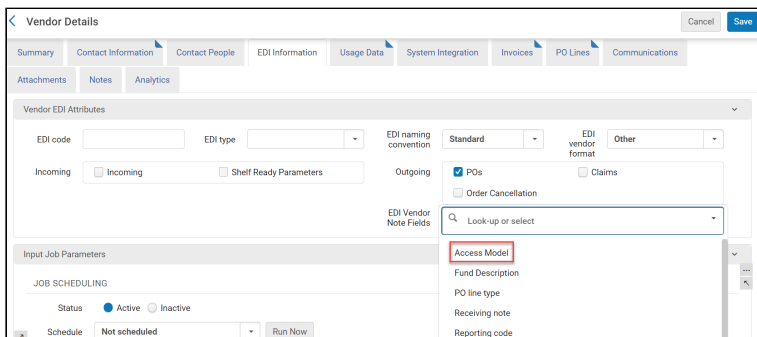 Vendor Details
Cancel
Save
Summary
Contact Information
Contact People
EDI Information
Usage Data
System Integration
Invoices
PO Lines
Communications
Attachments
Notes
Analytics
Vendor EDI Attributes
EDI code
EDI type
EDI naming
convention
Standard
EDI
vendor
format
Other
Incoming
Incoming
Shelf Ready Parameters
Outgoing
POs
Claims
Order Cancellation
EDI Vendor
Note Fields
Look-up or select
Access Model
Fund Description
PO line type
Receiving note
Reporting code
Input Job Parameters
JOB SCHEDULING
Status
Active
Inactive
Schedule
Not scheduled
Run Now